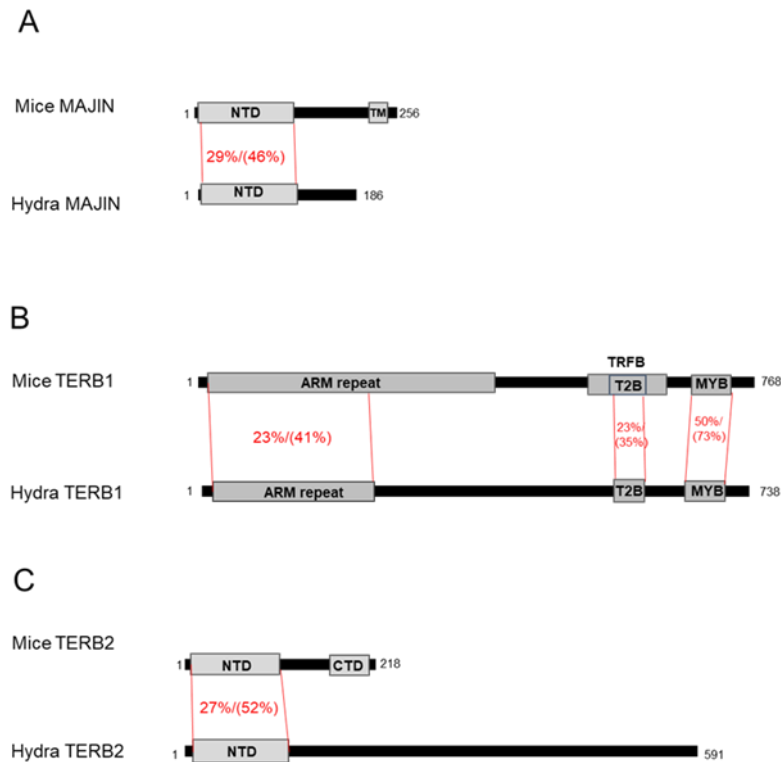 A
Mice MAJIN
1 NTD TM 256
29%/(46%)
Hydra MAJIN
1 NTD 186
B
TRFB
Mice TERB1
1 ARM repeat T2B MYB 768
23%/(41%)
23%/
(35%)
50%/
(73%)
Hydra TERB1
1 ARM repeat T2B MYB 738
C
Mice TERB2
1 NTD CTD 218
27%/(52%)
Hydra TERB2
1 NTD 591